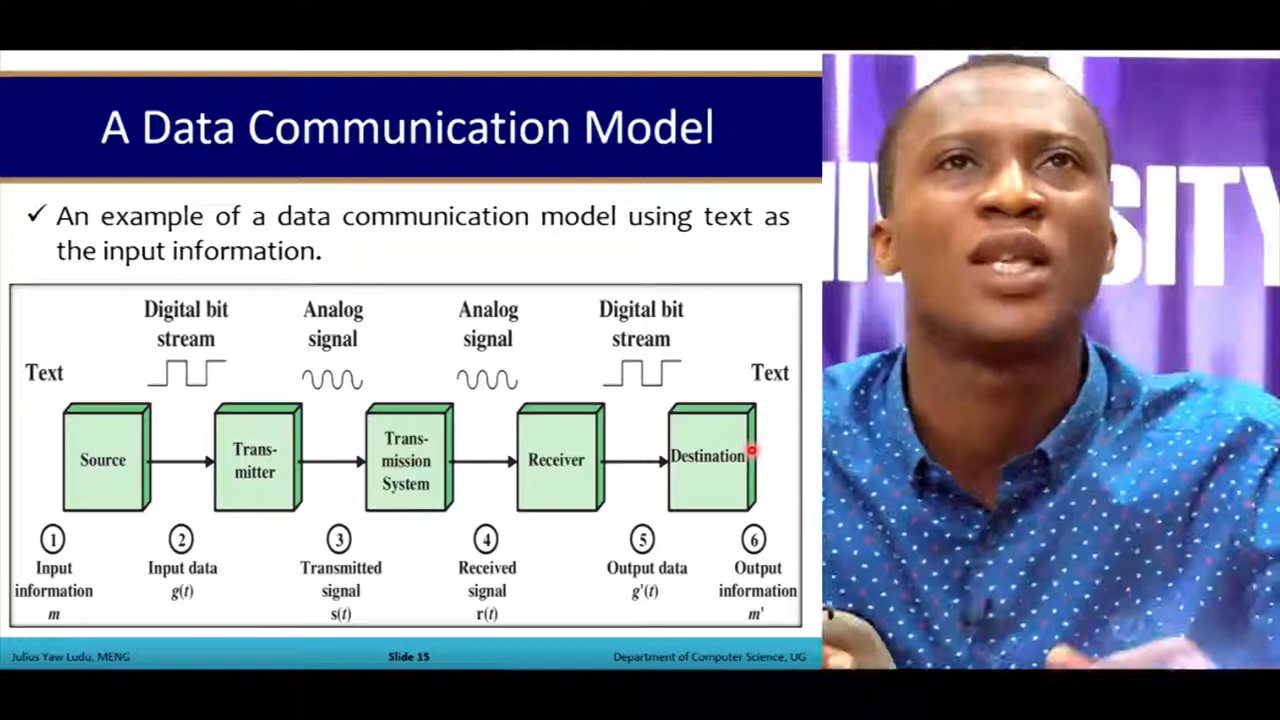 A Data Communication Model
✓ An example of a data communication model using text as
the input information.
Text
Digital bit
stream
Analog
signal
Analog
signal
Digital bit
stream
Text
Source
Trans-
mitter
Trans-
mission
System
Receiver
Destination
1
Input
information
m
2
Input data
g(t)
3
Transmitted
signal
s(t)
4
Received
signal
r(t)
5
Output data
g'(t)
6
Output
information
m'
Julius Yaw Ludu, MENG
Slide 15
Department of Computer Science, UG
SITY